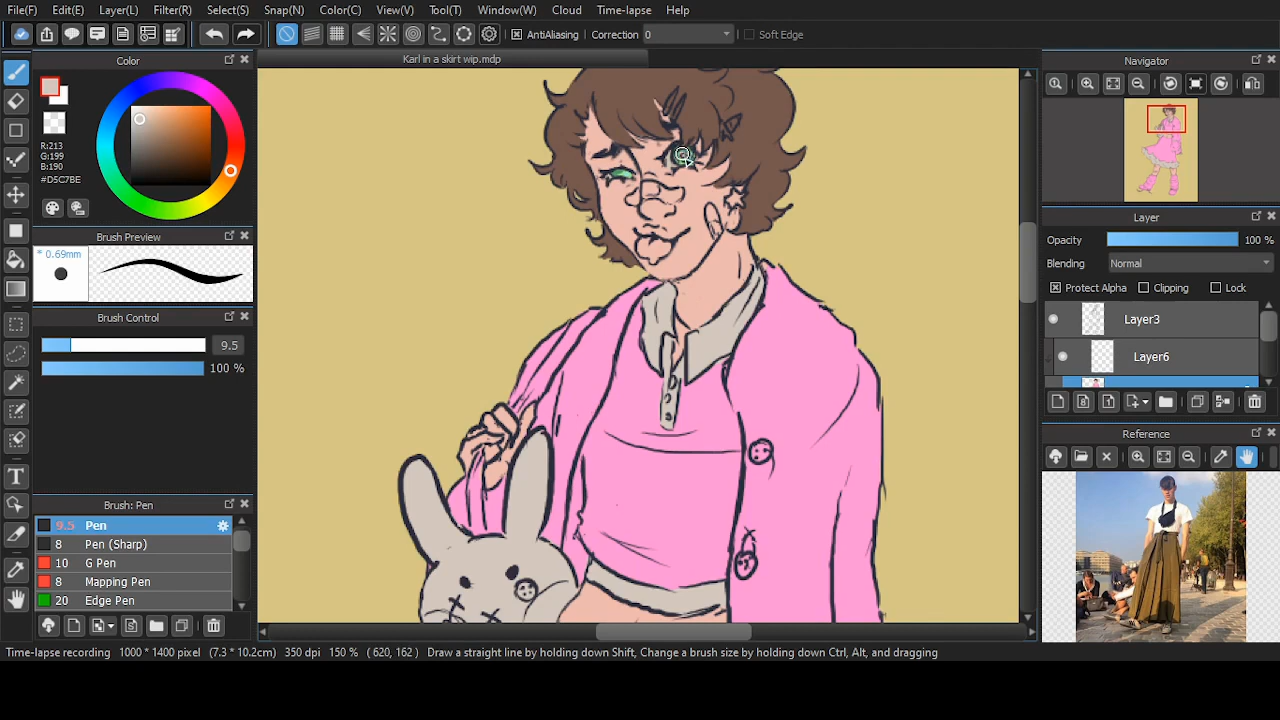 File(F) Edit(E) Layer(L) Filter(R) Select(S) Snap(N) Color(C) View(V) Tool(T) Window(W) Cloud Time-lapse Help
AntiAliasing Correction 0 Soft Edge
Color
Karl in a skirt wip.mdp
Navigator
R:213
G:199
B:190
#D5C7BE
Brush Preview
* 0.69mm
Brush Control
9.5
100 %
Layer
Opacity 100 %
Blending Normal
Protect Alpha Clipping Lock
Layer3
Layer6
Reference
Brush: Pen
9.5 Pen
8 Pen (Sharp)
10 G Pen
8 Mapping Pen
20 Edge Pen
Time-lapse recording 1000 * 1400 pixel (7.3 * 10.2cm) 350 dpi 150 % ( 620, 162 ) Draw a straight line by holding down Shift, Change a brush size by holding down Ctrl, Alt, and dragging